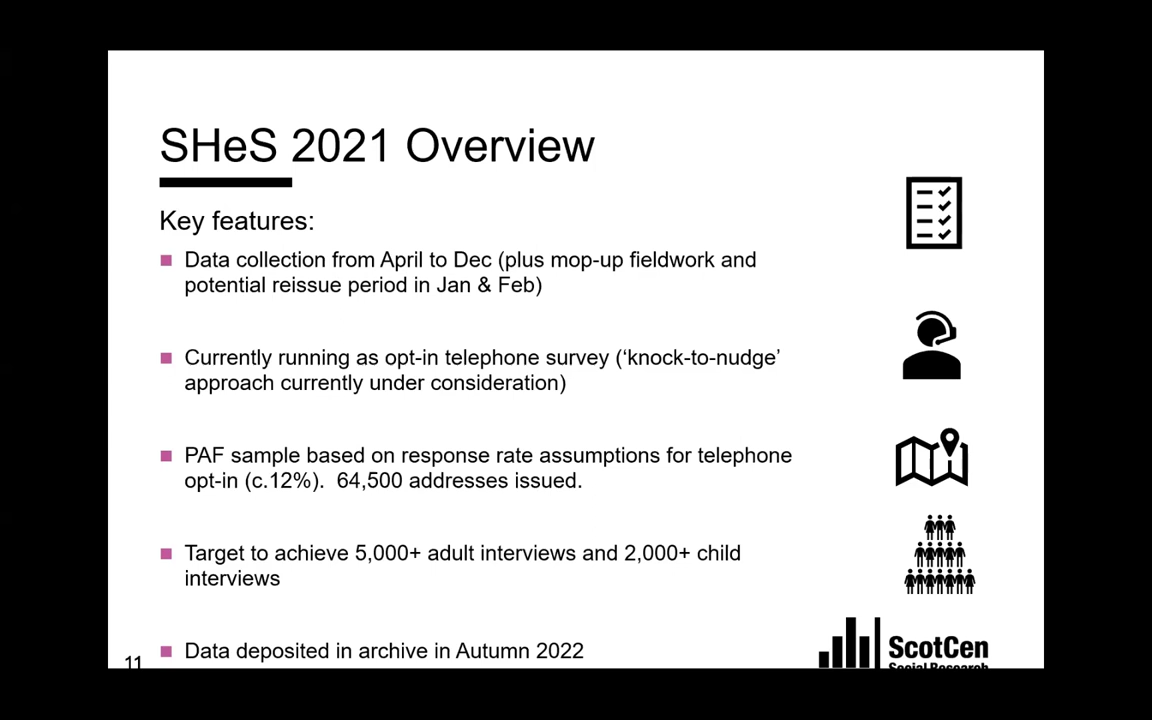 SHeS 2021 Overview
Key features:
Data collection from April to Dec (plus mop-up fieldwork and
potential reissue period in Jan & Feb)
Currently running as opt-in telephone survey (‘knock-to-nudge’
approach currently under consideration)
PAF sample based on response rate assumptions for telephone
opt-in (c.12%).  64,500 addresses issued.
Target to achieve 5,000+ adult interviews and 2,000+ child
interviews
Data deposited in archive in Autumn 2022
11
ScotCen
Social Research